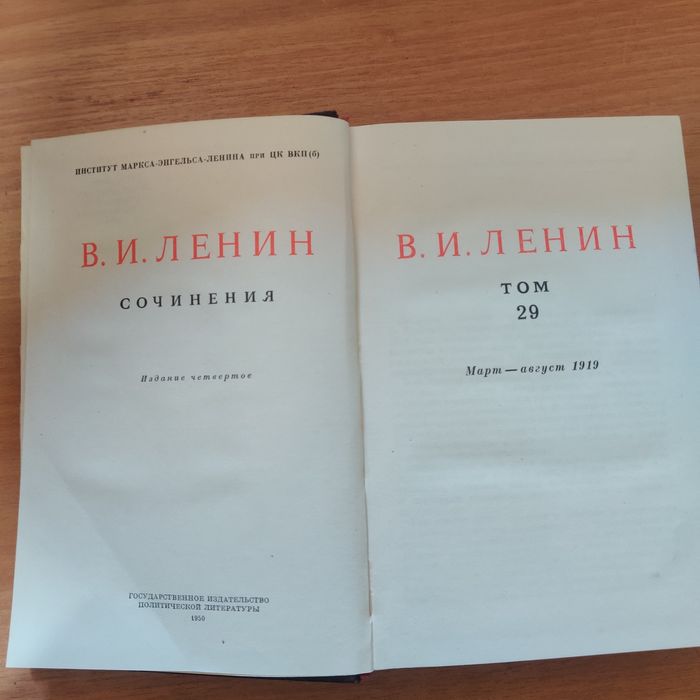 ИНСТИТУТ МАРКСА-ЭНГЕЛЬСА-ЛЕНИНА при ЦК ВКП(б)
В. И. ЛЕНИН
СОЧИНЕНИЯ
Издание четвертое
ГОСУДАРСТВЕННОЕ ИЗДАТЕЛЬСТВО
ПОЛИТИЧЕСКОЙ ЛИТЕРАТУРЫ
1950
В. И. ЛЕНИН
ТОМ
29
Март — август 1919